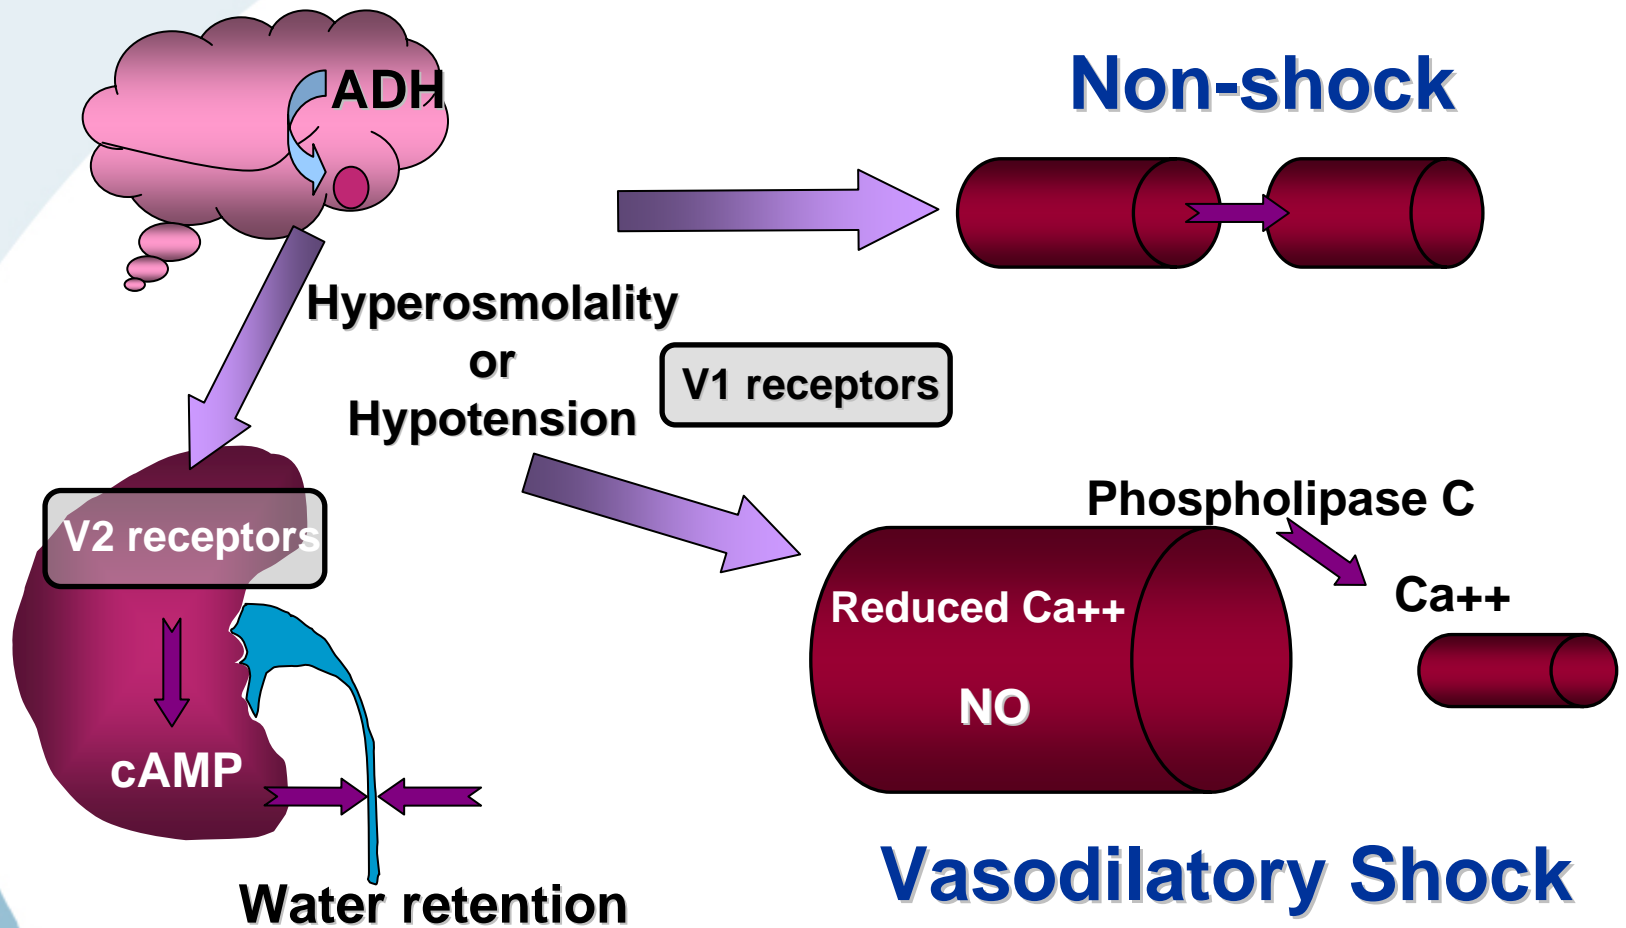 ADH
Non-shock
Hyperosmolality
or
Hypotension
V1 receptors
V2 receptors
cAMP
Water retention
Phospholipase C
Ca++
Reduced Ca++
NO
Vasodilatory Shock